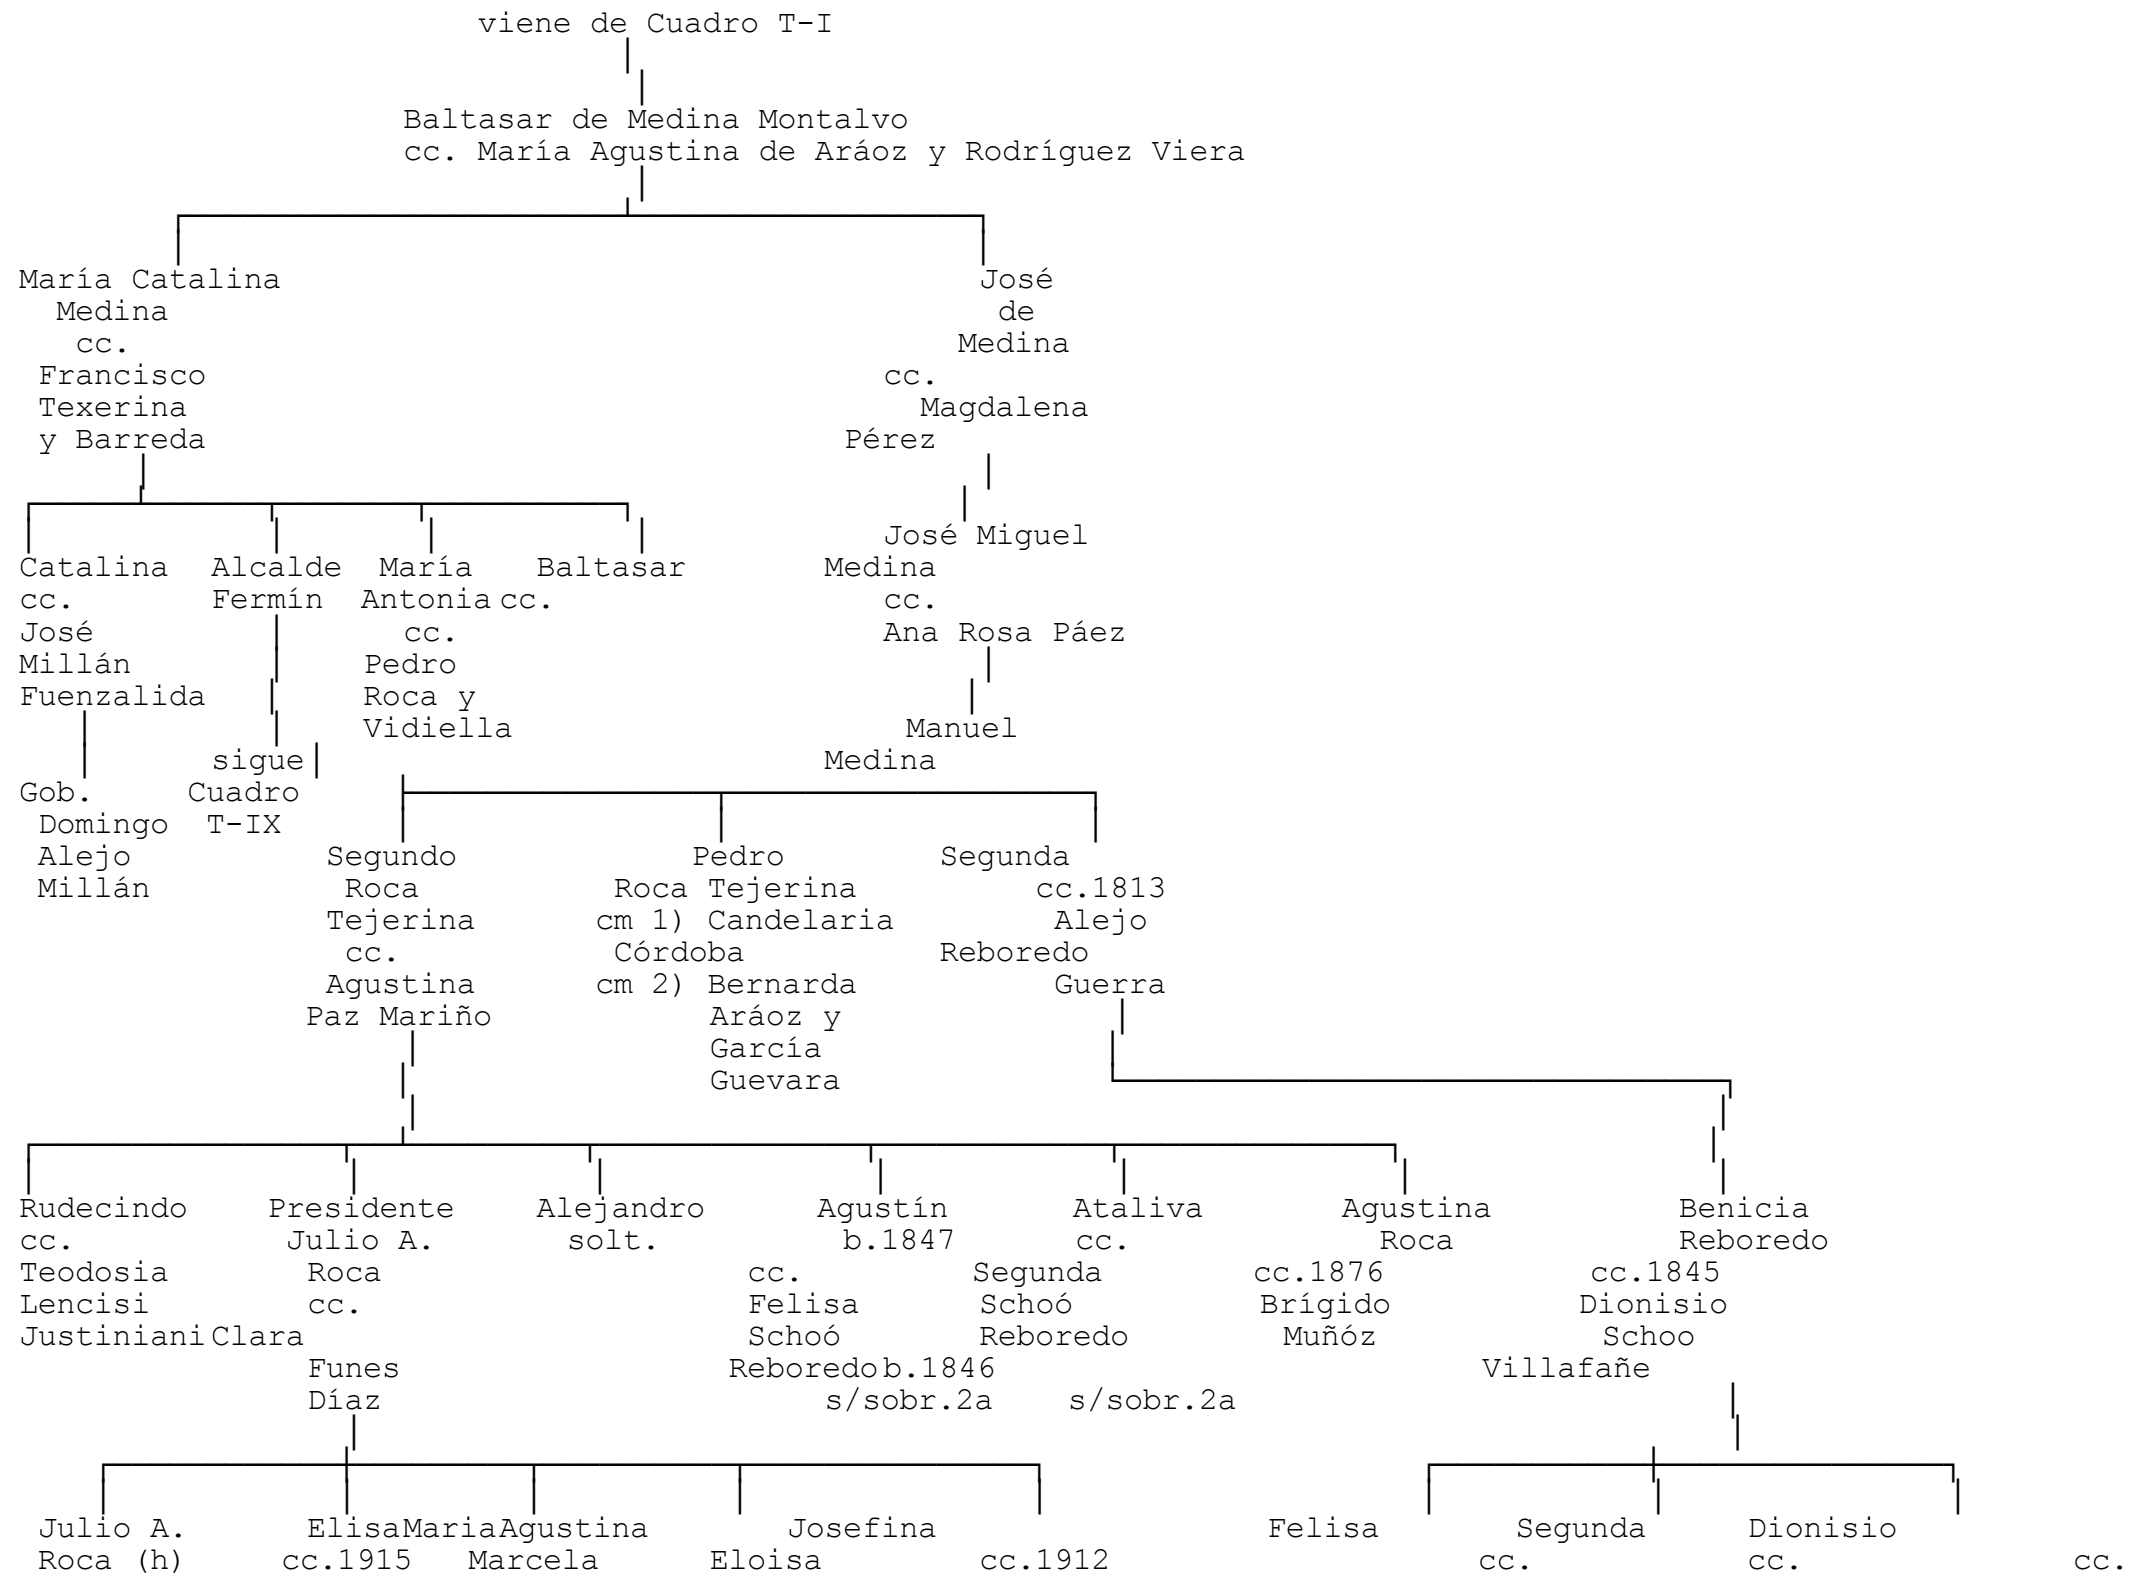 viene de Cuadro T-I
Baltasar de Medina Montalvo
cc. María Agustina de Aráoz y Rodríguez Viera
María Catalina José
Medina de
cc. Medina
Francisco cc.
Texerina Magdalena
y Barreda Pérez
José Miguel
Catalina Alcalde María Baltasar Medina
cc. Fermín Antonia cc. cc.
José cc. Ana Rosa Páez
Millán Pedro
Fuenzalida Roca y
Vidiella Manuel
sigue Medina
Gob. Cuadro
Domingo T-IX
Alejo Segundo Pedro Segunda
Millán Roca Roca Tejerina cc.1813
Tejerina cm 1) Candelaria Alejo
cc. Córdoba Reboredo
Agustina cm 2) Bernarda Guerra
Paz Mariño Aráoz y
García
Guevara
Rudecindo Presidente Alejandro Agustín Ataliva Agustina Benicia
cc. Julio A. solt. b.1847 cc. Roca Reboredo
Teodosia Roca cc. Segunda cc.1876 cc.1845
Lencisi cc. Felisa Schoó Brígido Dionisio
Justiniani Clara Schoó Reboredo Muñóz Schoo
Funes Reboredo b.1846 Villafañe
Díaz s/sobr.2a s/sobr.2a
Julio A. Elisa Maria Agustina Josefina Felisa Segunda Dionisio
Roca (h) cc.1915 Marcela Eloisa cc.1912 cc. cc. cc.